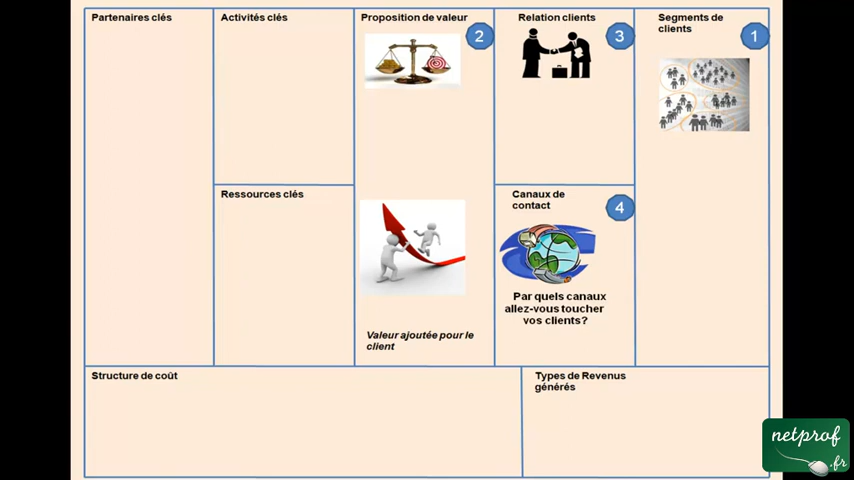 Partenaires clés
Activités clés
Proposition de valeur
2
Relation clients
3
Segments de
clients
1
Ressources clés
Canaux de
contact
4
Par quels canaux
allez-vous toucher
vos clients?
Valeur ajoutée pour le
client
Structure de coût
Types de Revenus
générés
netprof
.fr